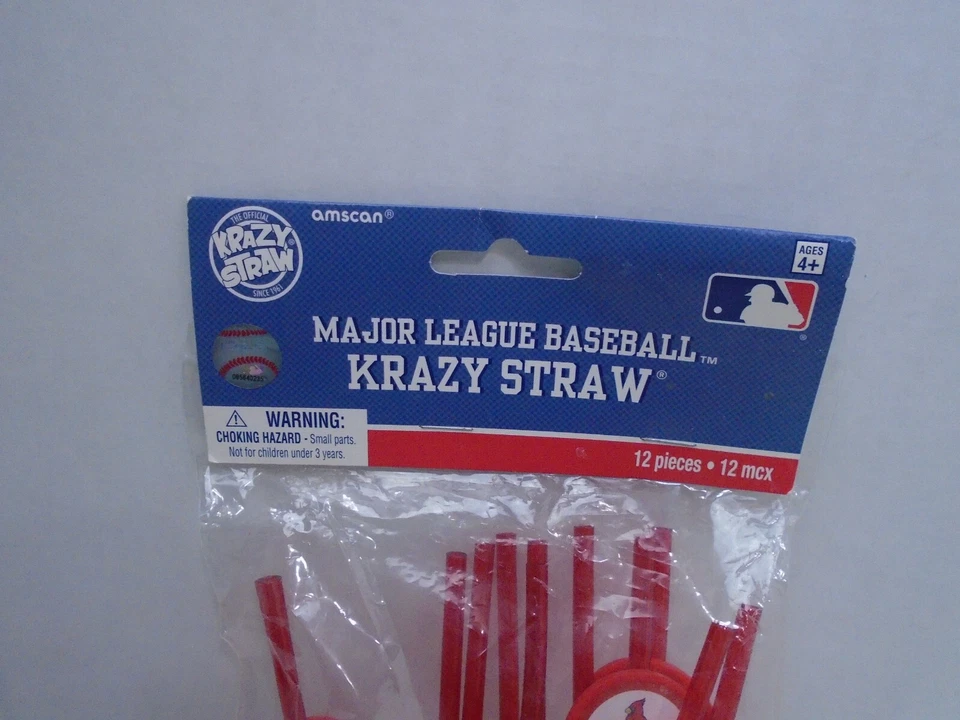 THE OFFICIAL
KRAZY
STRAW®
SINCE 1961
amscan®
AGES
4+
MAJOR LEAGUE BASEBALL™
KRAZY STRAW®
WARNING:
CHOKING HAZARD - Small parts.
Not for children under 3 years.
12 pieces • 12 mcx